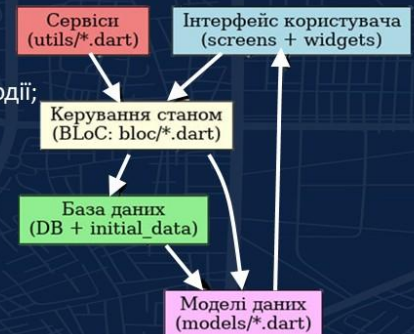 Сервіси
(utils/*.dart)
Інтерфейс користувача
(screens + widgets)
Керування станом
(BLoC: bloc/*.dart)
База даних
(DB + initial_data)
Моделі даних
(models/*.dart)